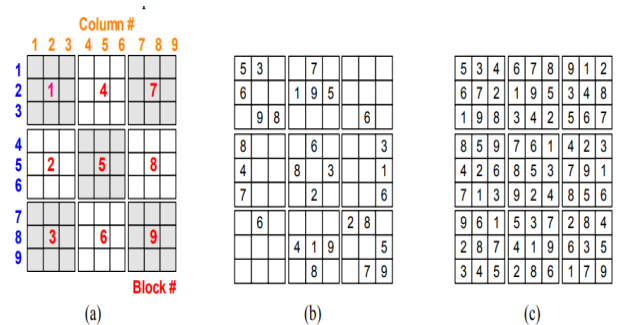 Column #
1 2 3 4 5 6 7 8 9
1
2 1 4 7
3
4
5 2 5 8
6
7
8 3 6 9
9
Block #
(a)
5 3 7
6 1 9 5
9 8 6
8 6 3
4 8 3 1
7 2 6
6 2 8
4 1 9 5
8 7 9
(b)
5 3 4 6 7 8 9 1 2
6 7 2 1 9 5 3 4 8
1 9 8 3 4 2 5 6 7
8 5 9 7 6 1 4 2 3
4 2 6 8 5 3 7 9 1
7 1 3 9 2 4 8 5 6
9 6 1 5 3 7 2 8 4
2 8 7 4 1 9 6 3 5
3 4 5 2 8 6 1 7 9
(c)